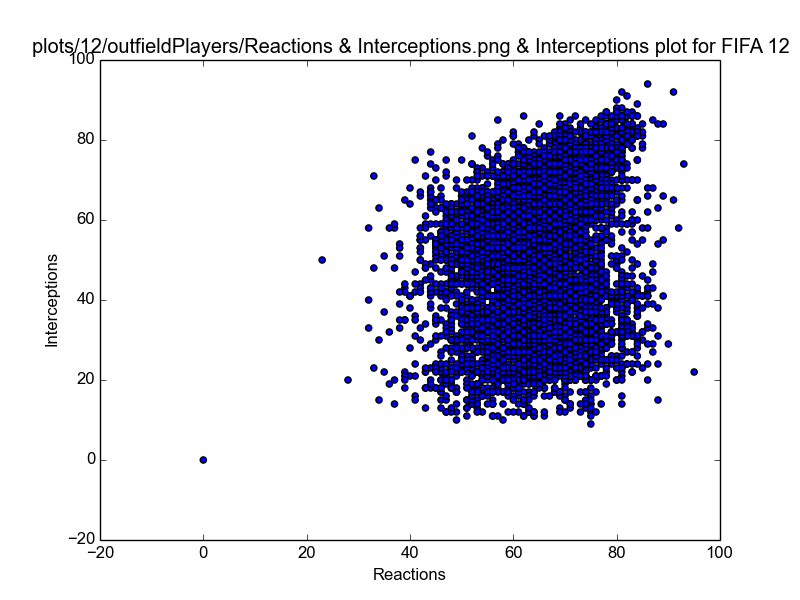 plots/12/outfieldPlayers/Reactions & Interceptions.png & Interceptions plot for FIFA 12
100
80
60
40
20
0
−20
Interceptions
−20 0 20 40 60 80 100
Reactions